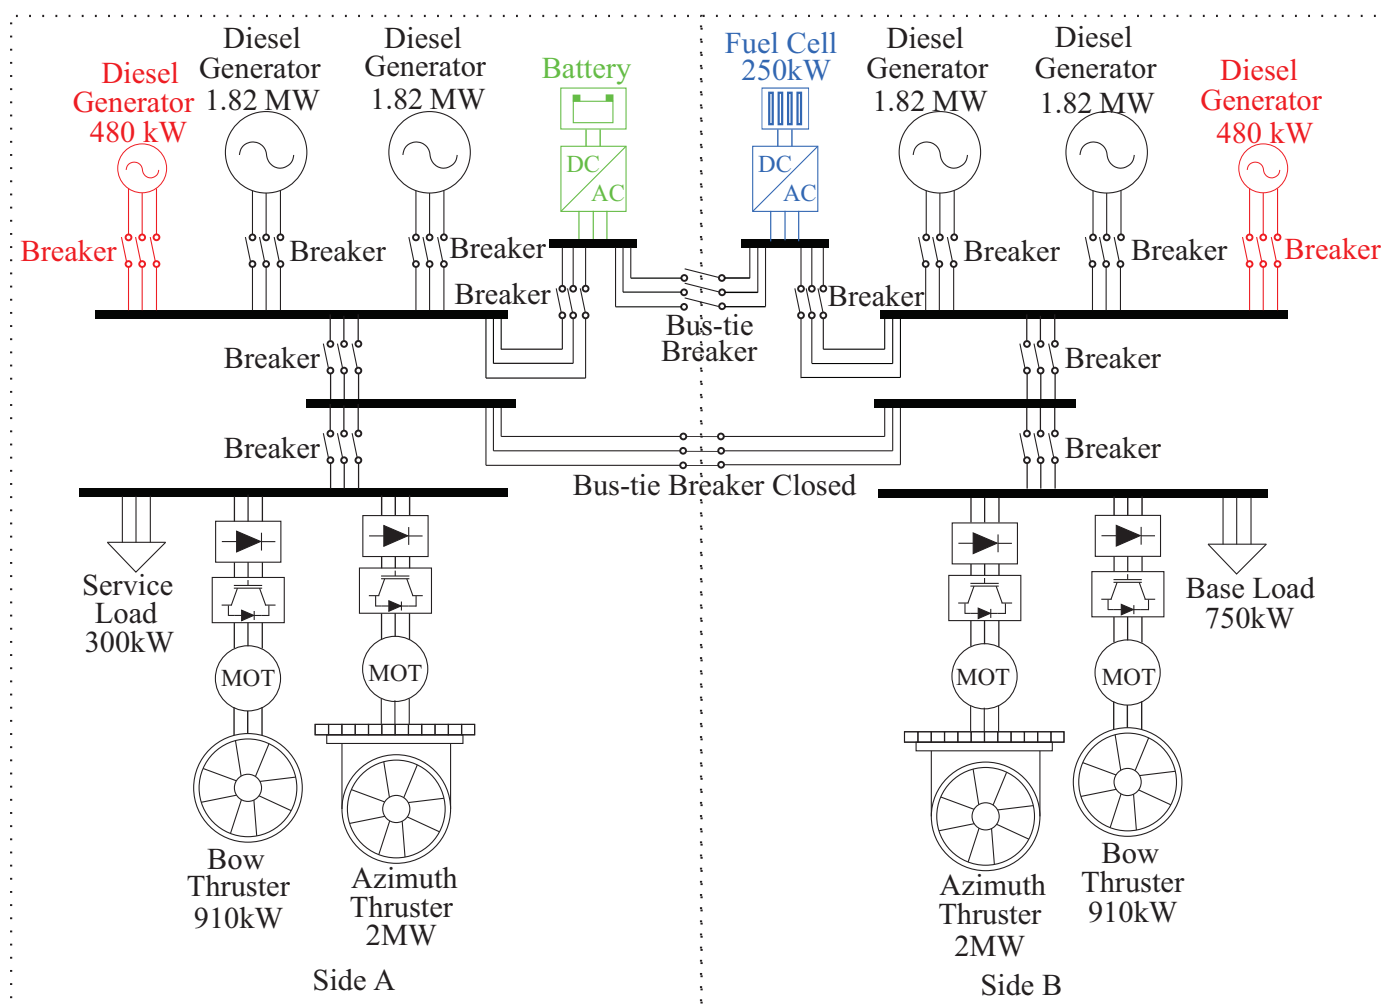 Diesel
Generator
480 kW
Diesel
Generator
1.82 MW
Diesel
Generator
1.82 MW
Battery
DC
AC
Fuel Cell
250kW
DC
AC
Diesel
Generator
1.82 MW
Diesel
Generator
1.82 MW
Diesel
Generator
480 kW
Breaker
Breaker
Breaker
Breaker
Bus-tie
Breaker
Breaker
Breaker
Breaker
Breaker
Breaker
Breaker
Breaker
Breaker
Bus-tie Breaker Closed
Service
Load
300kW
MOT
Bow
Thruster
910kW
MOT
Azimuth
Thruster
2MW
MOT
Azimuth
Thruster
2MW
MOT
Bow
Thruster
910kW
Base Load
750kW
Side A
Side B